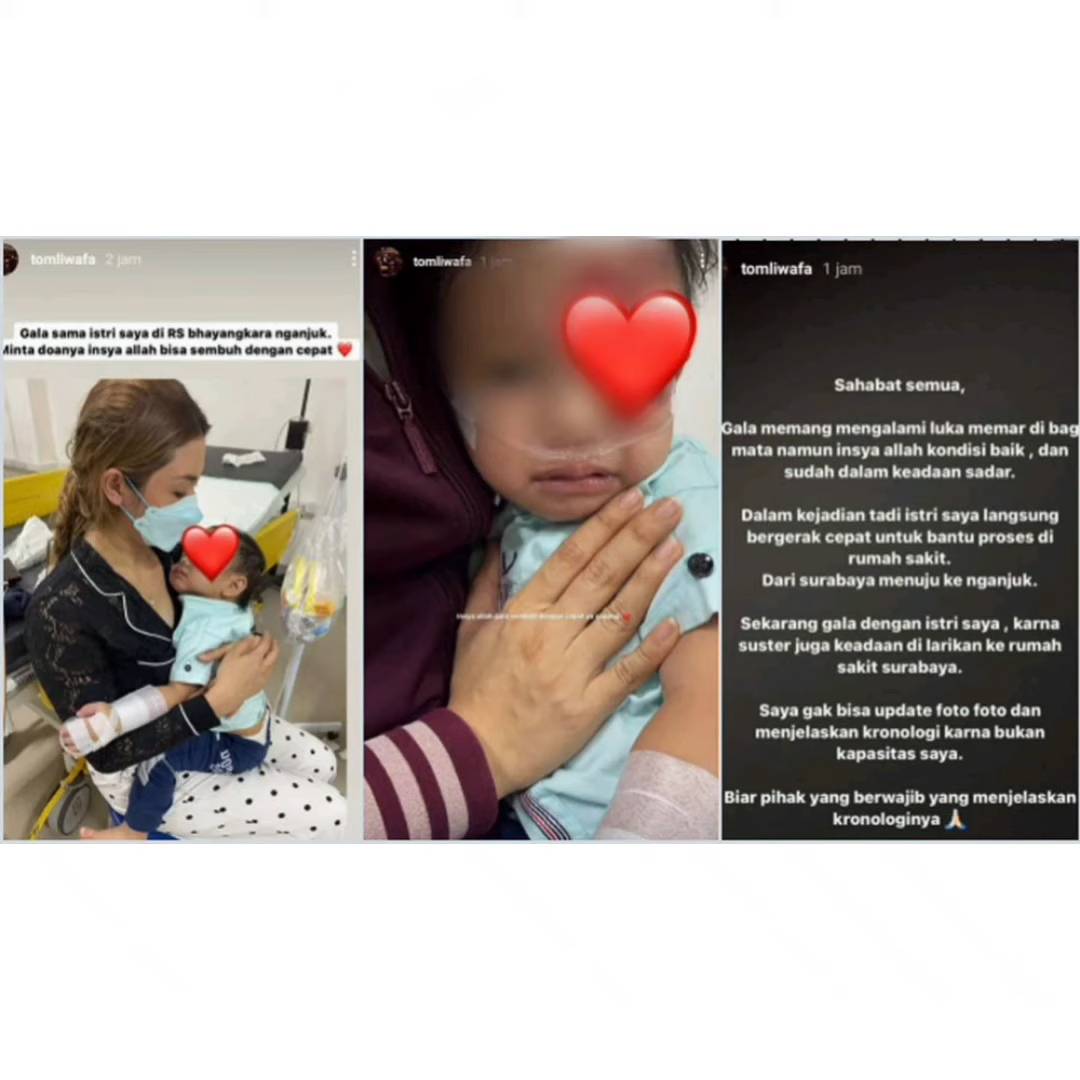 tomliwafa 2 jam
Gala sama istri saya di RS bhayangkara nganjuk.
Minta doanya insya allah bisa sembuh dengan cepat ❤️
tomliwafa 1 jam
tomliwafa 1 jam
Sahabat semua,
Gala memang mengalami luka memar di bag
mata namun insya allah kondisi baik , dan
sudah dalam keadaan sadar.
Dalam kejadian tadi istri saya langsung
bergerak cepat untuk bantu proses di
rumah sakit.
Dari surabaya menuju ke nganjuk.
Sekarang gala dengan istri saya , karna
suster juga keadaan di larikan ke rumah
sakit surabaya.
Saya gak bisa update foto foto dan
menjelaskan kronologi karna bukan
kapasitas saya.
Biar pihak yang berwajib yang menjelaskan
kronologinya 🙏🏻